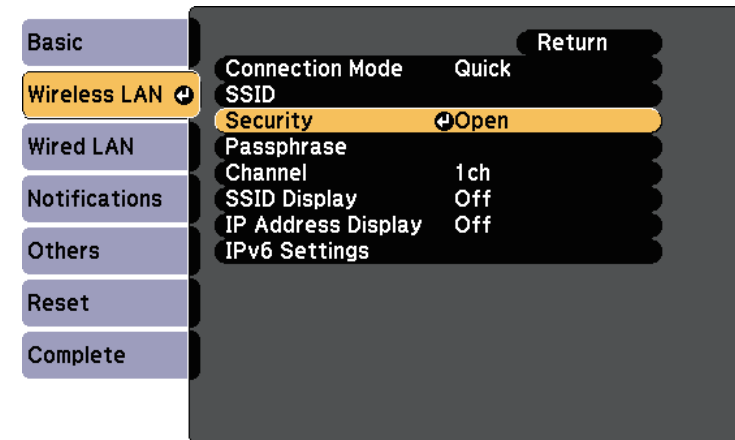 Basic
Wireless LAN
Wired LAN
Notifications
Others
Reset
Complete
Return
Connection Mode Quick
SSID
Security Open
Passphrase
Channel 1ch
SSID Display Off
IP Address Display Off
IPv6 Settings